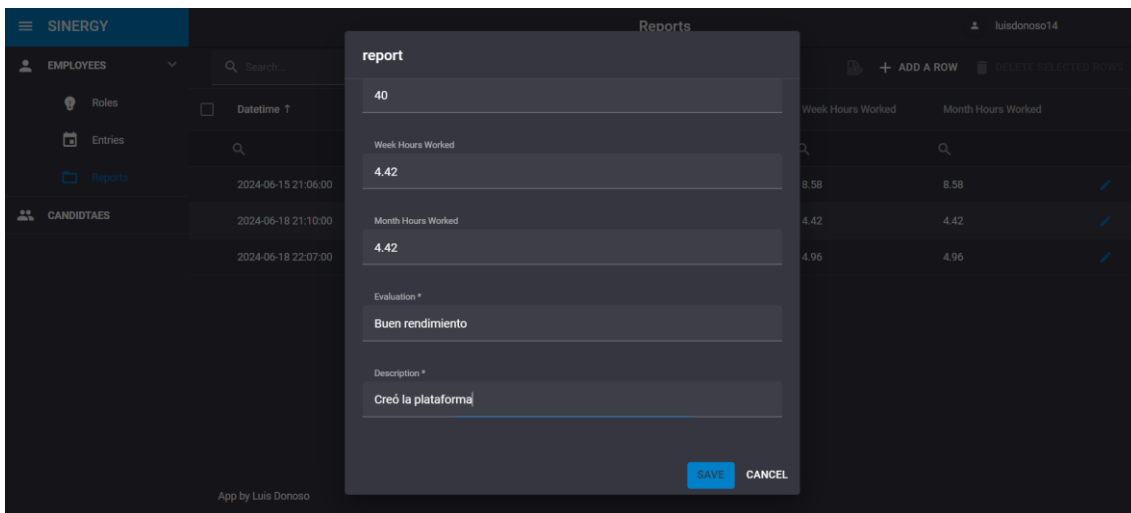 SINERGY
Reports
luisdonoso14
EMPLOYEES
Search...
ADD A ROW
DELETE SELECTED ROWS
Roles
Datetime ↑
Week Hours Worked
Month Hours Worked
Entries
Reports
2024-06-15 21:06:00
8.58
8.58
CANDIDTAES
2024-06-18 21:10:00
4.42
4.42
2024-06-18 22:07:00
4.96
4.96
report
40
Week Hours Worked
4.42
Month Hours Worked
4.42
Evaluation *
Buen rendimiento
Description *
Creó la plataforma
SAVE
CANCEL
App by Luis Donoso